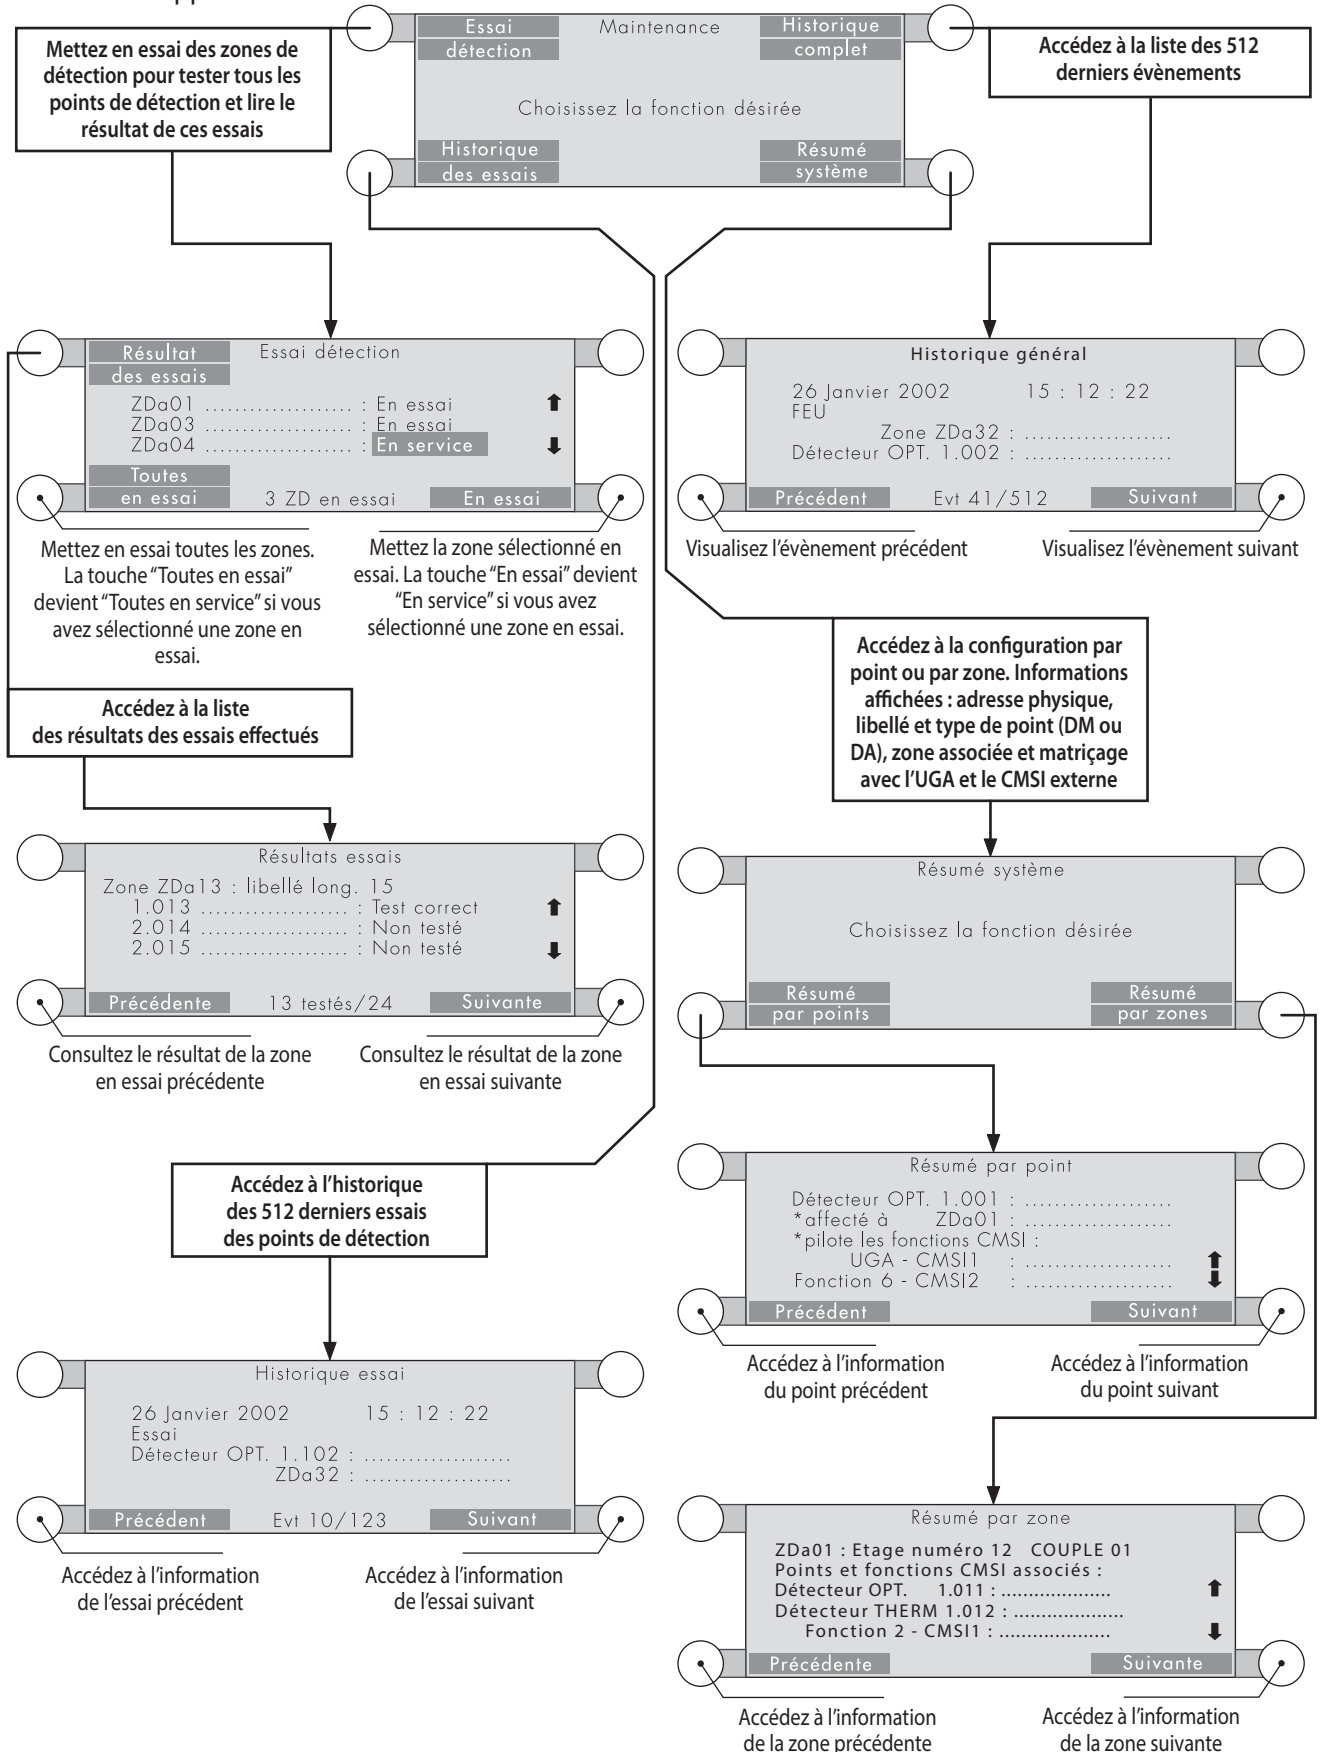 Mettez en essai des zones de
détection pour tester tous les
points de détection et lire le
résultat de ces essais
Essai
détection
Maintenance
Historique
complet
Choisissez la fonction désirée
Historique
des essais
Résumé
système
Accédez à la liste des 512
derniers évènements
Résultat
des essais
Essai détection
ZDa01 .................... : En essai
ZDa03 .................... : En essai
ZDa04 .................... : En service
Toutes
en essai
3 ZD en essai
En essai
Mettez en essai toutes les zones.
La touche “Toutes en essai”
devient “Toutes en service” si vous
avez sélectionné une zone en
essai.
Mettez la zone sélectionné en
essai. La touche “En essai” devient
“En service” si vous avez
sélectionné une zone en essai.
Historique général
26 Janvier 2002 15 : 12 : 22
FEU
Zone ZDa32 : ....................
Détecteur OPT. 1.002 : ....................
Précédent Evt 41/512 Suivant
Visualisez l’évènement précédent
Visualisez l’évènement suivant
Accédez à la liste
des résultats des essais effectués
Accédez à la configuration par
point ou par zone. Informations
affichées : adresse physique,
libellé et type de point (DM ou
DA), zone associée et matriçage
avec l’UGA et le CMSI externe
Résultats essais
Zone ZDa13 : libellé long. 15
1.013 .................... : Test correct
2.014 .................... : Non testé
2.015 .................... : Non testé
Précédente 13 testés/24 Suivante
Consultez le résultat de la zone
en essai précédente
Consultez le résultat de la zone
en essai suivante
Résumé système
Choisissez la fonction désirée
Résumé
par points
Résumé
par zones
Accédez à l’historique
des 512 derniers essais
des points de détection
Résumé par point
Détecteur OPT. 1.001 : ....................
*affecté à ZDa01 : ....................
*pilote les fonctions CMSI :
UGA - CMSI1 : ....................
Fonction 6 - CMSI2 : ....................
Précédent Suivant
Accédez à l’information
du point précédent
Accédez à l’information
du point suivant
Historique essai
26 Janvier 2002 15 : 12 : 22
Essai
Détecteur OPT. 1.102 : ....................
ZDa32 : ....................
Précédent Evt 10/123 Suivant
Accédez à l’information
de l’essai précédent
Accédez à l’information
de l’essai suivant
Résumé par zone
ZDa01 : Etage numéro 12 COUPLE 01
Points et fonctions CMSI associés :
Détecteur OPT. 1.011 : ....................
Détecteur THERM 1.012 : ....................
Fonction 2 - CMSI1 : ....................
Précédente Suivante
Accédez à l’information
de la zone précédente
Accédez à l’information
de la zone suivante